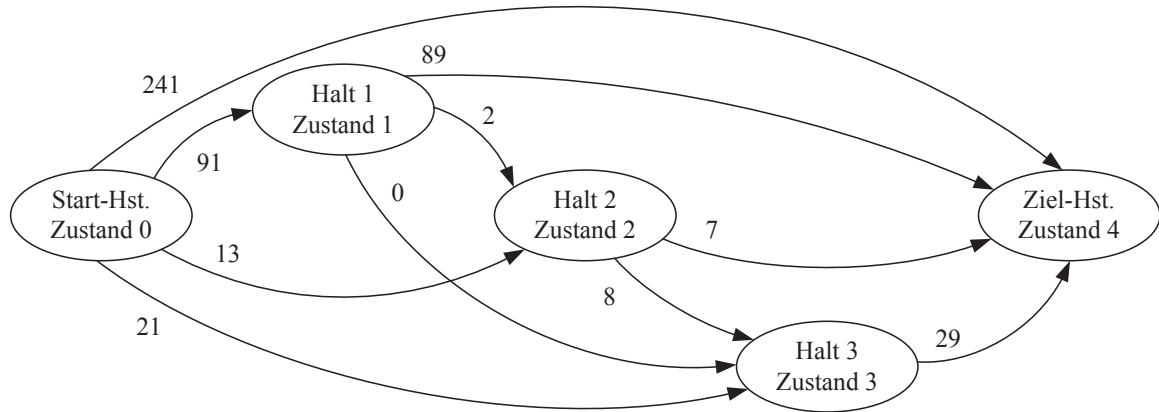 241
89
Halt 1
Zustand 1
2
91
0
Start-Hst.
Zustand 0
Halt 2
Zustand 2
Ziel-Hst.
Zustand 4
13
7
8
21
29
Halt 3
Zustand 3